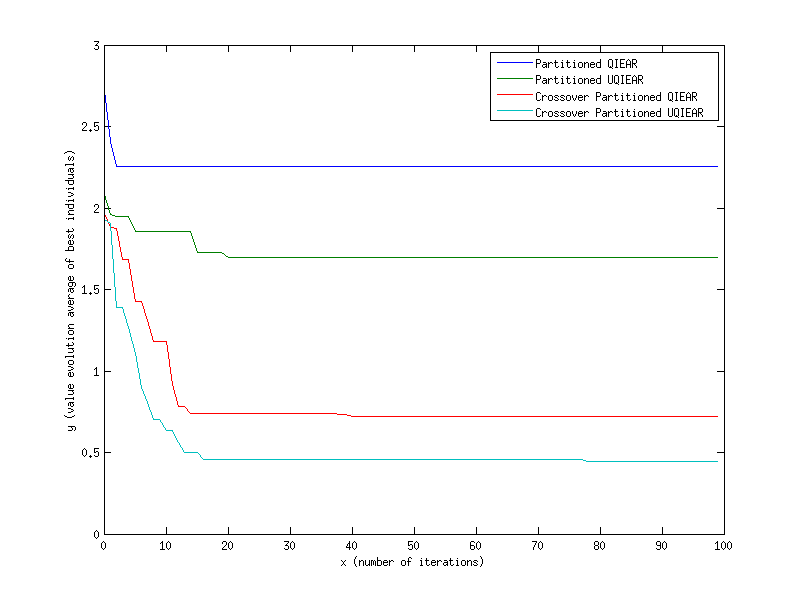 3
2.5
2
1.5
1
0.5
0
y (value evolution average of best individuals)
Partitioned QIEAR
Partitioned UQIEAR
Crossover Partitioned QIEAR
Crossover Partitioned UQIEAR
0 10 20 30 40 50 60 70 80 90 100
x (number of iterations)